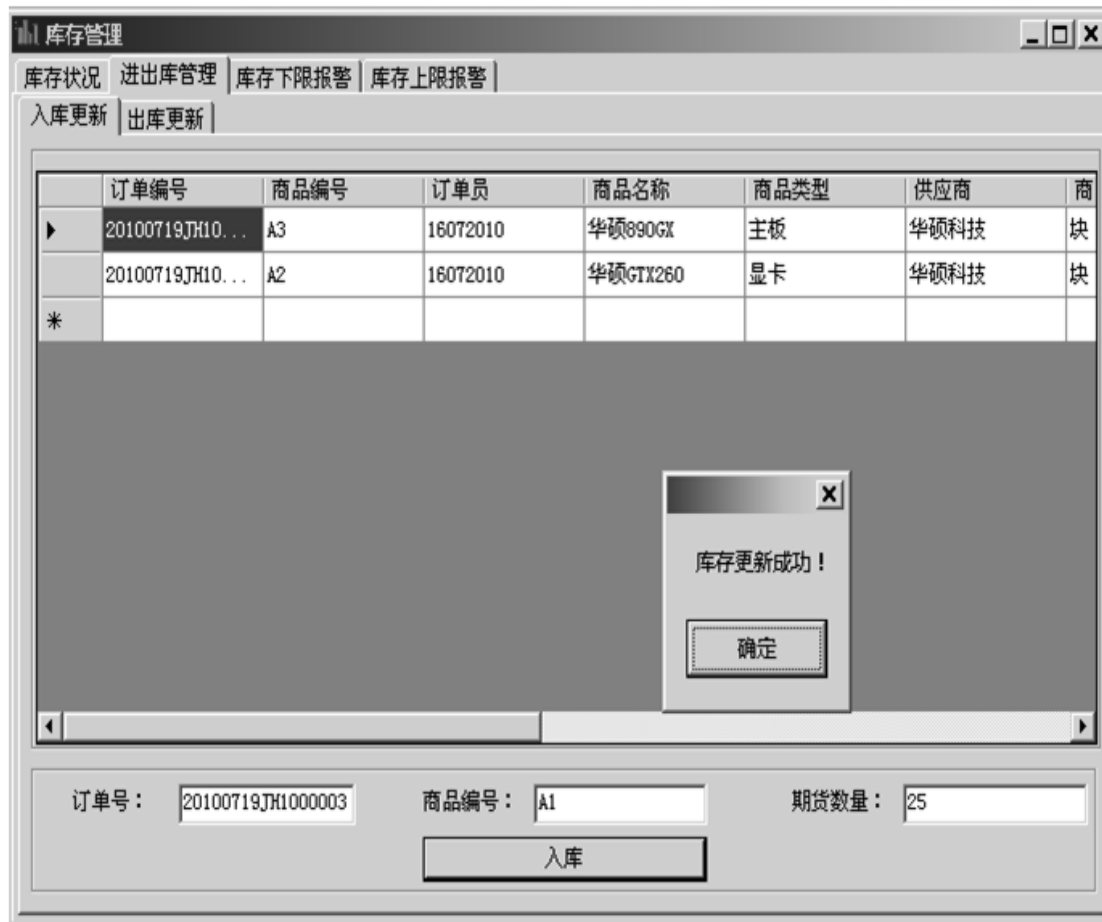 库存管理
库存状况 进出库管理 库存下限报警 库存上限报警
入库更新 出库更新
订单编号 商品编号 订单员 商品名称 商品类型 供应商 商
20100719JH10... A3 16072010 华硕890GX 主板 华硕科技 块
20100719JH10... A2 16072010 华硕GTX260 显卡 华硕科技 块
*
库存更新成功!
确定
订单号: 20100719JH1000003 商品编号: A1 期货数量: 25
入库